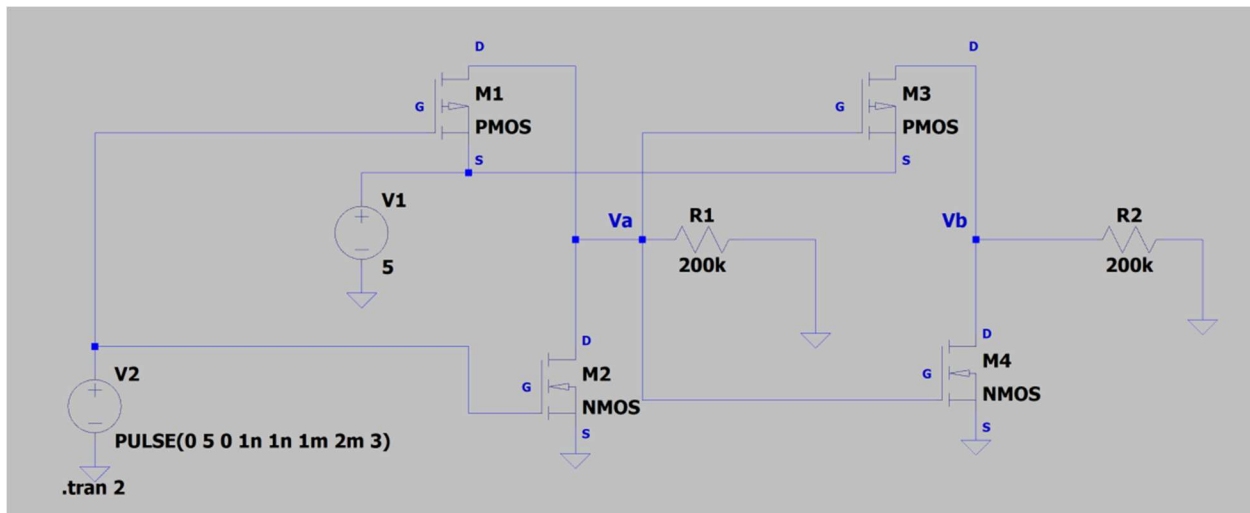 D
D
G
M1
PMOS
S
G
M3
PMOS
S
V1
5
Va
R1
200k
Vb
R2
200k
V2
PULSE(0 5 0 1n 1n 1m 2m 3)
.tran 2
D
G
M2
NMOS
S
D
G
M4
NMOS
S